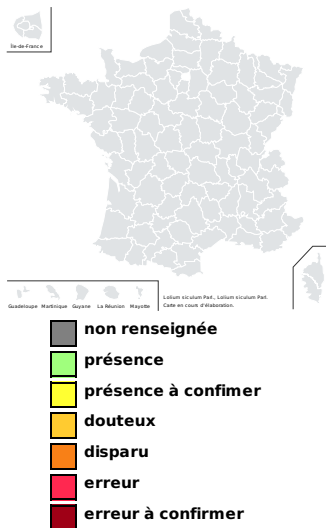 Île-de-France
Guadeloupe Martinique Guyane La Réunion Mayotte
Lolium siculum Parl., Lolium siculum Parl.
Carte en cours d'élaboration.
non renseignée
présence
présence à confimer
douteux
disparu
erreur
erreur à confirmer